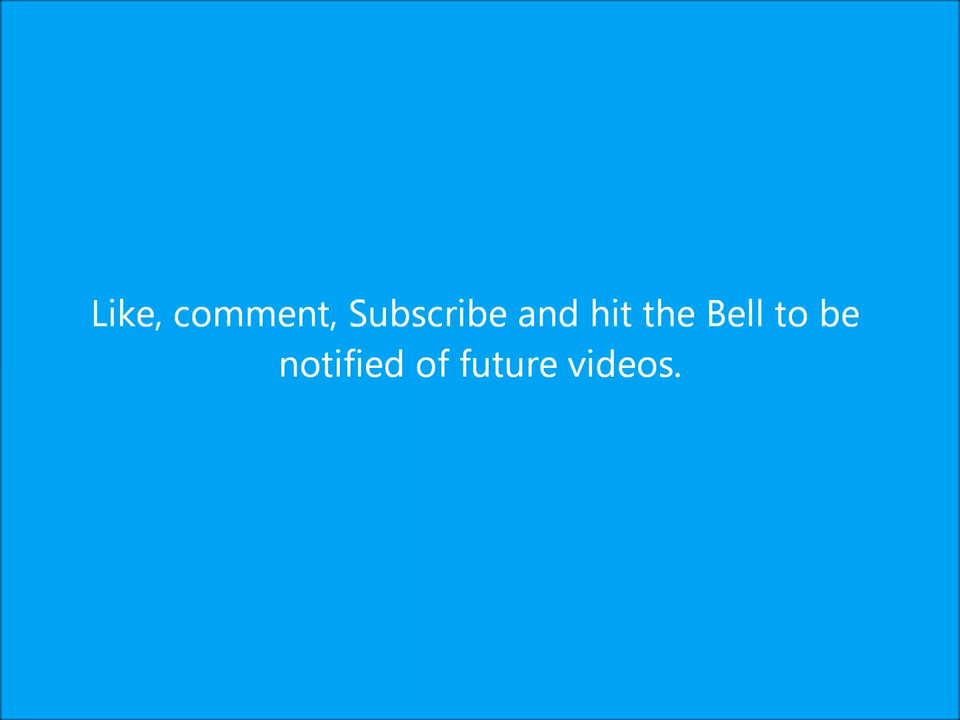 Like, comment, Subscribe and hit the Bell to be
notified of future videos.